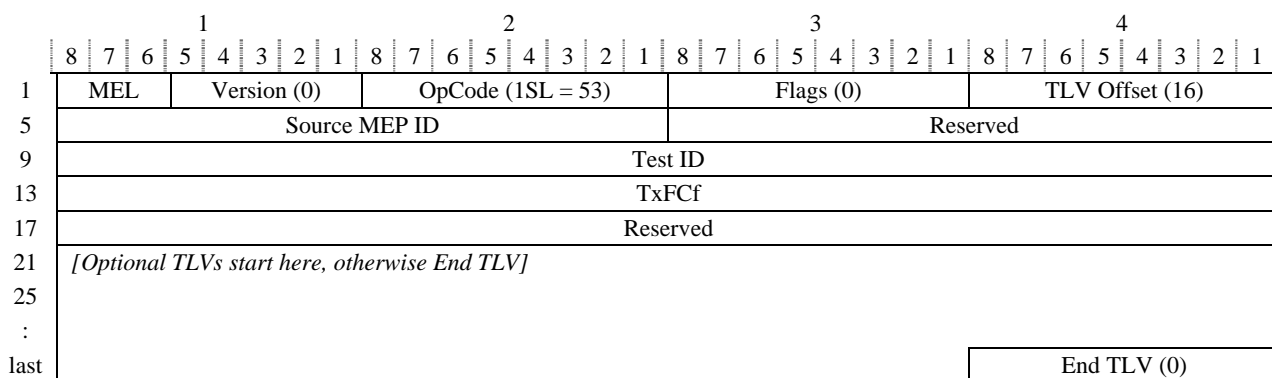 1 2 3 4
8 7 6 5 4 3 2 1 8 7 6 5 4 3 2 1 8 7 6 5 4 3 2 1 8 7 6 5 4 3 2 1
1 MEL Version (0) OpCode (1SL = 53) Flags (0) TLV Offset (16)
5 Source MEP ID Reserved
9 Test ID
13 TxFCf
17 Reserved
21 [Optional TLVs start here, otherwise End TLV]
25
:
last End TLV (0)